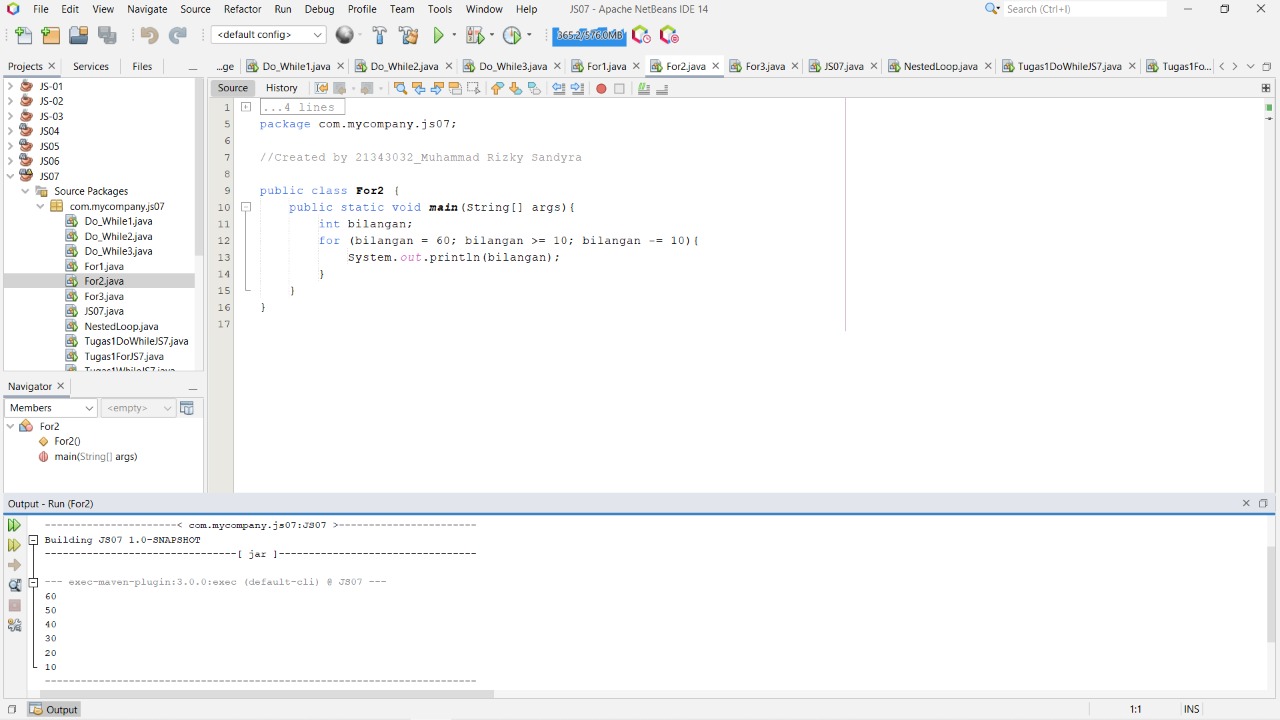 File Edit View Navigate Source Refactor Run Debug Profile Team Tools Window Help JS07 - Apache NetBeans IDE 14 Search (Ctrl+I)
<default config> 365.2/576.0MB
Projects Services Files ...ge Do_While1.java Do_While2.java Do_While3.java For1.java For2.java For3.java JS07.java NestedLoop.java Tugas1DoWhileJS7.java Tugas1Fo...
Source History
JS-01
JS-02
JS-03
JS04
JS05
JS06
JS07
Source Packages
com.mycompany.js07
Do_While1.java
Do_While2.java
Do_While3.java
For1.java
For2.java
For3.java
JS07.java
NestedLoop.java
Tugas1DoWhileJS7.java
Tugas1ForJS7.java
Tugas1WhileJS7.java
Navigator
Members <empty>
For2
For2()
main(String[] args)
1 ...4 lines
5 package com.mycompany.js07;
6
7 //Created by 21343032_Muhammad Rizky Sandyra
8
9 public class For2 {
10 public static void main(String[] args){
11 int bilangan;
12 for (bilangan = 60; bilangan >= 10; bilangan -= 10){
13 System.out.println(bilangan);
14 }
15 }
16 }
17
Output - Run (For2)
----------------------< com.mycompany.js07:JS07 >-----------------------
Building JS07 1.0-SNAPSHOT
--------------------------------[ jar ]---------------------------------
--- exec-maven-plugin:3.0.0:exec (default-cli) @ JS07 ---
60
50
40
30
20
10
------------------------------------------------------------------------
Output 1:1 INS